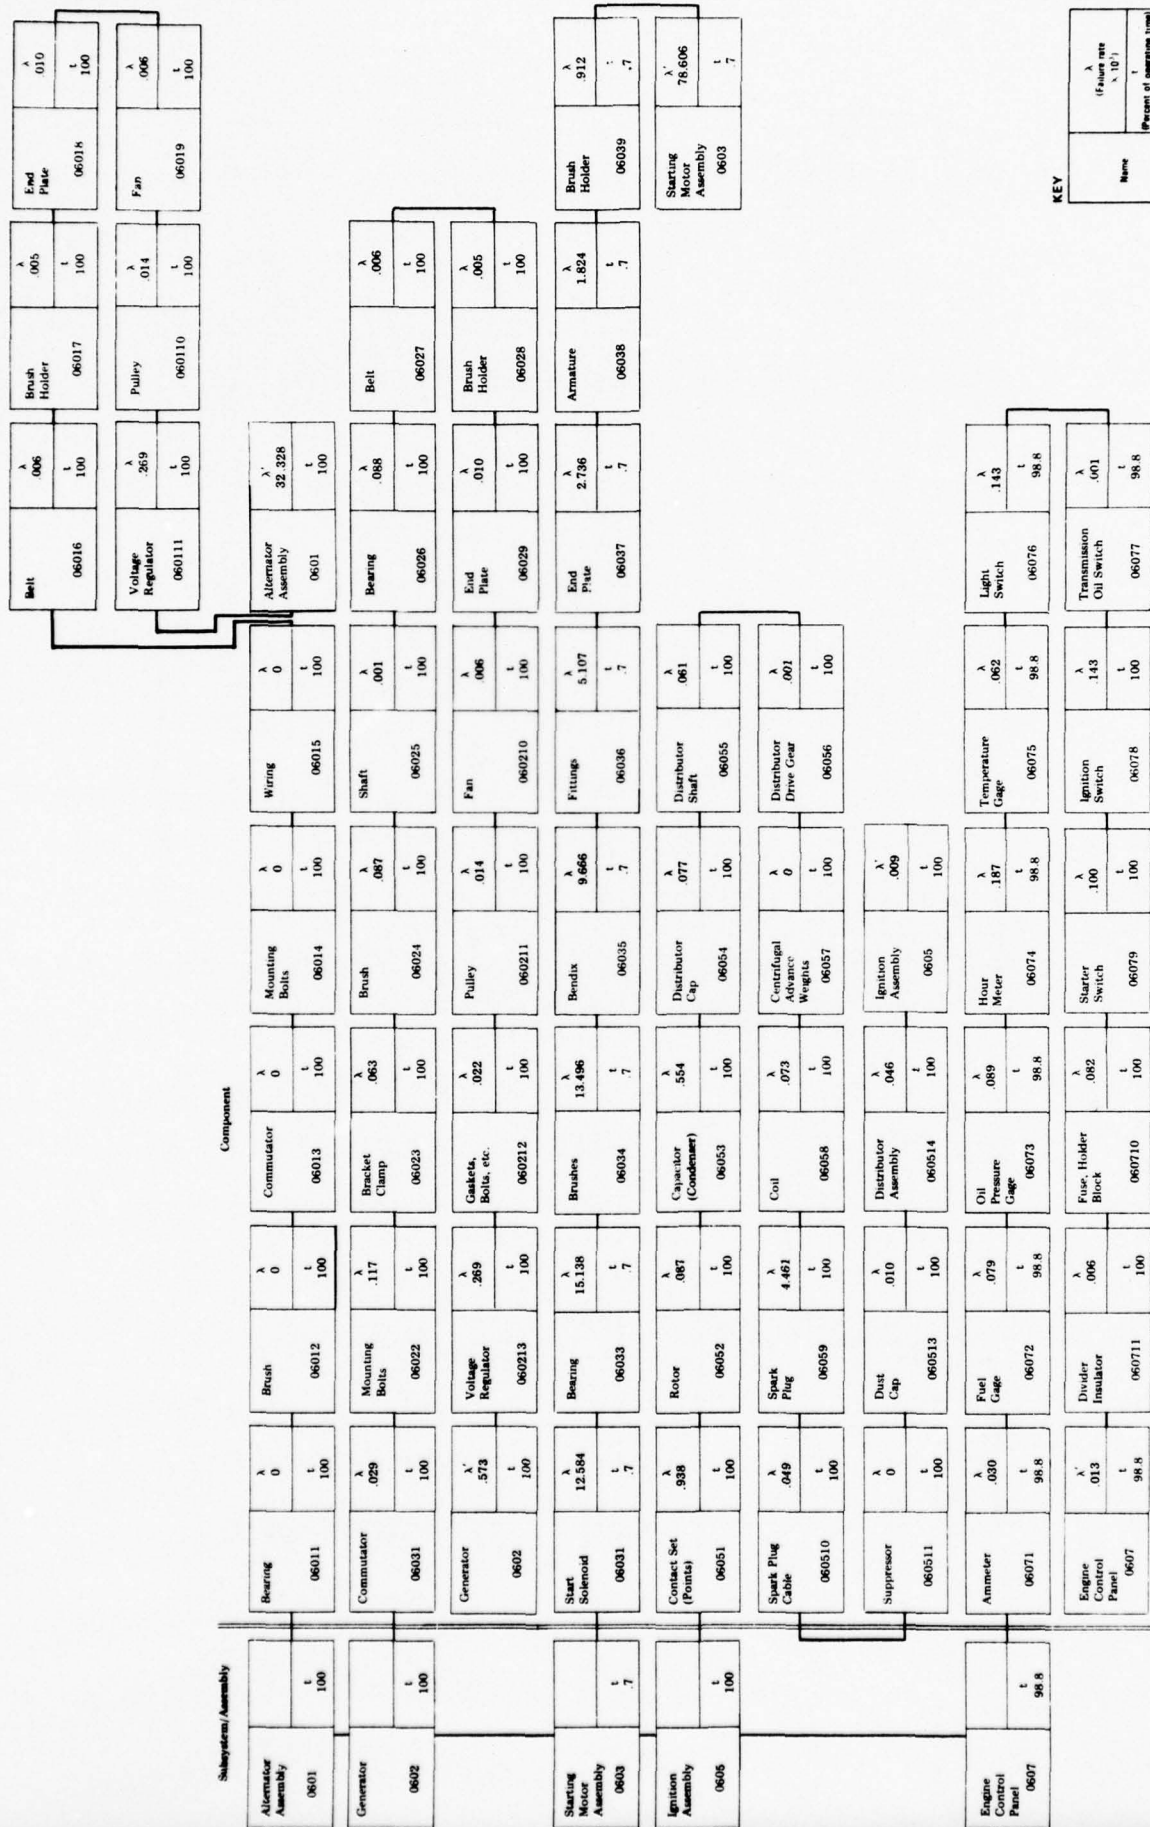 Belt
06016
λ
.006
t
100
Brush
Holder
06017
λ
.005
t
100
End
Plate
06018
λ
.010
t
100
Voltage
Regulator
060111
λ
.269
t
100
Pulley
060110
λ
.014
t
100
Fan
06019
λ
.006
t
100
Subsystem/Assembly
Component
Alternator
Assembly
0601
t
100
Bearing
06011
λ
0
t
100
Brush
06012
λ
0
t
100
Commutator
06013
λ
0
t
100
Mounting
Bolts
06014
λ
0
t
100
Wiring
06015
λ
0
t
100
Alternator
Assembly
0601
λ'
32.328
t
100
Generator
0602
t
100
Commutator
06031
λ
.029
t
100
Mounting
Bolts
06022
λ
.117
t
100
Bracket
Clamp
06023
λ
.063
t
100
Brush
06024
λ
.087
t
100
Shaft
06025
λ
.001
t
100
Bearing
06026
λ
.088
t
100
Belt
06027
λ
.006
t
100
Generator
0602
λ'
.573
t
100
Voltage
Regulator
060213
λ
.269
t
100
Gaskets,
Bolts, etc.
060212
λ
.022
t
100
Pulley
060211
λ
.014
t
100
Fan
060210
λ
.006
t
100
End
Plate
06029
λ
.010
t
100
Brush
Holder
06028
λ
.005
t
100
Starting
Motor
Assembly
0603
t
.7
Start
Solenoid
06031
λ
12.584
t
.7
Bearing
06033
λ
15.138
t
.7
Brushes
06034
λ
13.496
t
.7
Bendix
06035
λ
9.666
t
.7
Fittings
06036
λ
5.107
t
.7
End
Plate
06037
λ
2.736
t
.7
Armature
06038
λ
1.824
t
.7
Brush
Holder
06039
λ
.912
t
.7
Starting
Motor
Assembly
0603
λ'
78.606
t
.7
Ignition
Assembly
0605
t
100
Contact Set
(Points)
06051
λ
.938
t
100
Rotor
06052
λ
.087
t
100
Capacitor
(Condenser)
06053
λ
.554
t
100
Distributor
Cap
06054
λ
.077
t
100
Distributor
Shaft
06055
λ
.061
t
100
Spark Plug
Cable
060510
λ
.049
t
100
Spark
Plug
06059
λ
4.461
t
100
Coil
06058
λ
.073
t
100
Centrifugal
Advance
Weights
06057
λ
0
t
100
Distributor
Drive Gear
06056
λ
.001
t
100
Suppressor
060511
λ
0
t
100
Dust
Cap
060513
λ
.010
t
100
Distributor
Assembly
060514
λ
.046
t
100
Ignition
Assembly
0605
λ'
.009
t
100
Engine
Control
Panel
0607
t
98.8
Ammeter
06071
λ
.030
t
98.8
Fuel
Gage
06072
λ
.079
t
98.8
Oil
Pressure
Gage
06073
λ
.089
t
98.8
Hour
Meter
06074
λ
.187
t
98.8
Temperature
Gage
06075
λ
.062
t
98.8
Light
Switch
06076
λ
.143
t
98.8
Engine
Control
Panel
0607
λ'
.013
t
98.8
Divider
Insulator
060711
λ
.006
t
100
Fuse, Holder
Block
060710
λ
.082
t
100
Starter
Switch
06079
λ
.100
t
100
Ignition
Switch
06078
λ
.143
t
100
Transmission
Oil Switch
06077
λ
.001
t
98.8
KEY
Name
λ
(Failure rate
× 10³)
t
(Percent of operating time)